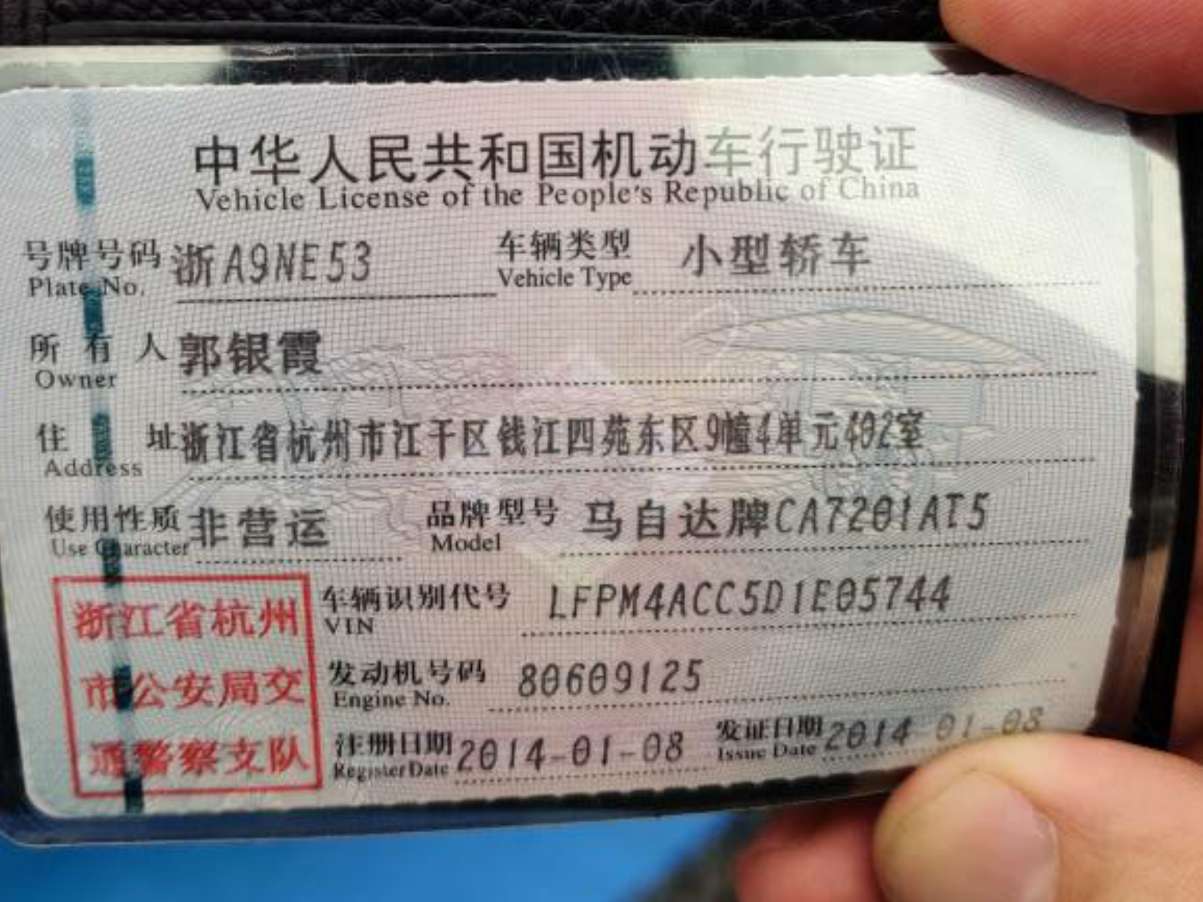 中华人民共和国机动车行驶证
Vehicle License of the People's Republic of China
号牌号码 浙A9NE53 车辆类型 小型轿车
Plate No. Vehicle Type
所有人 郭银霞
Owner
住址 浙江省杭州市江干区钱江四苑东区9幢4单元402室
Address
使用性质 非营运 品牌型号 马自达牌CA7201AT5
Use Character Model
车辆识别代号 LFPM4ACC5D1E05744
VIN
发动机号码 80609125
Engine No.
注册日期 2014-01-08 发证日期 2014-01-08
Register Date Issue Date
浙江省杭州
市公安局交
通警察支队